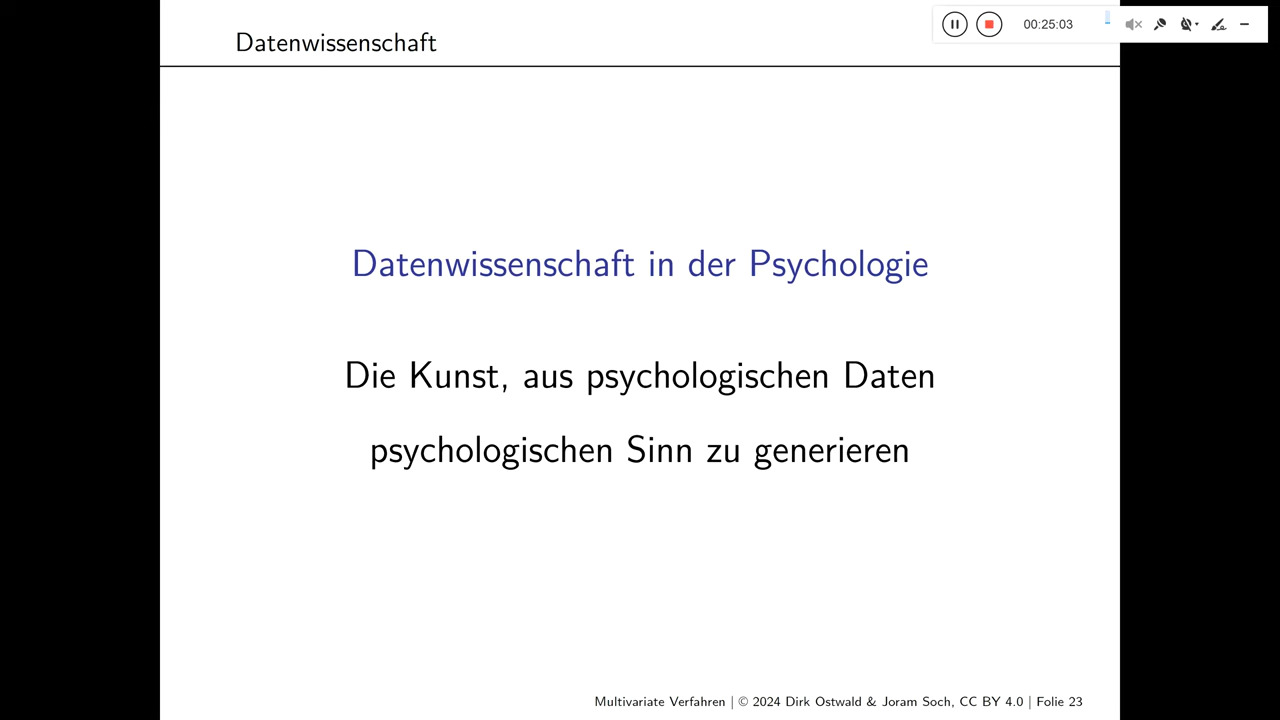 Datenwissenschaft
00:25:03
Datenwissenschaft in der Psychologie
Die Kunst, aus psychologischen Daten
psychologischen Sinn zu generieren
Multivariate Verfahren | © 2024 Dirk Ostwald & Joram Soch, CC BY 4.0 | Folie 23